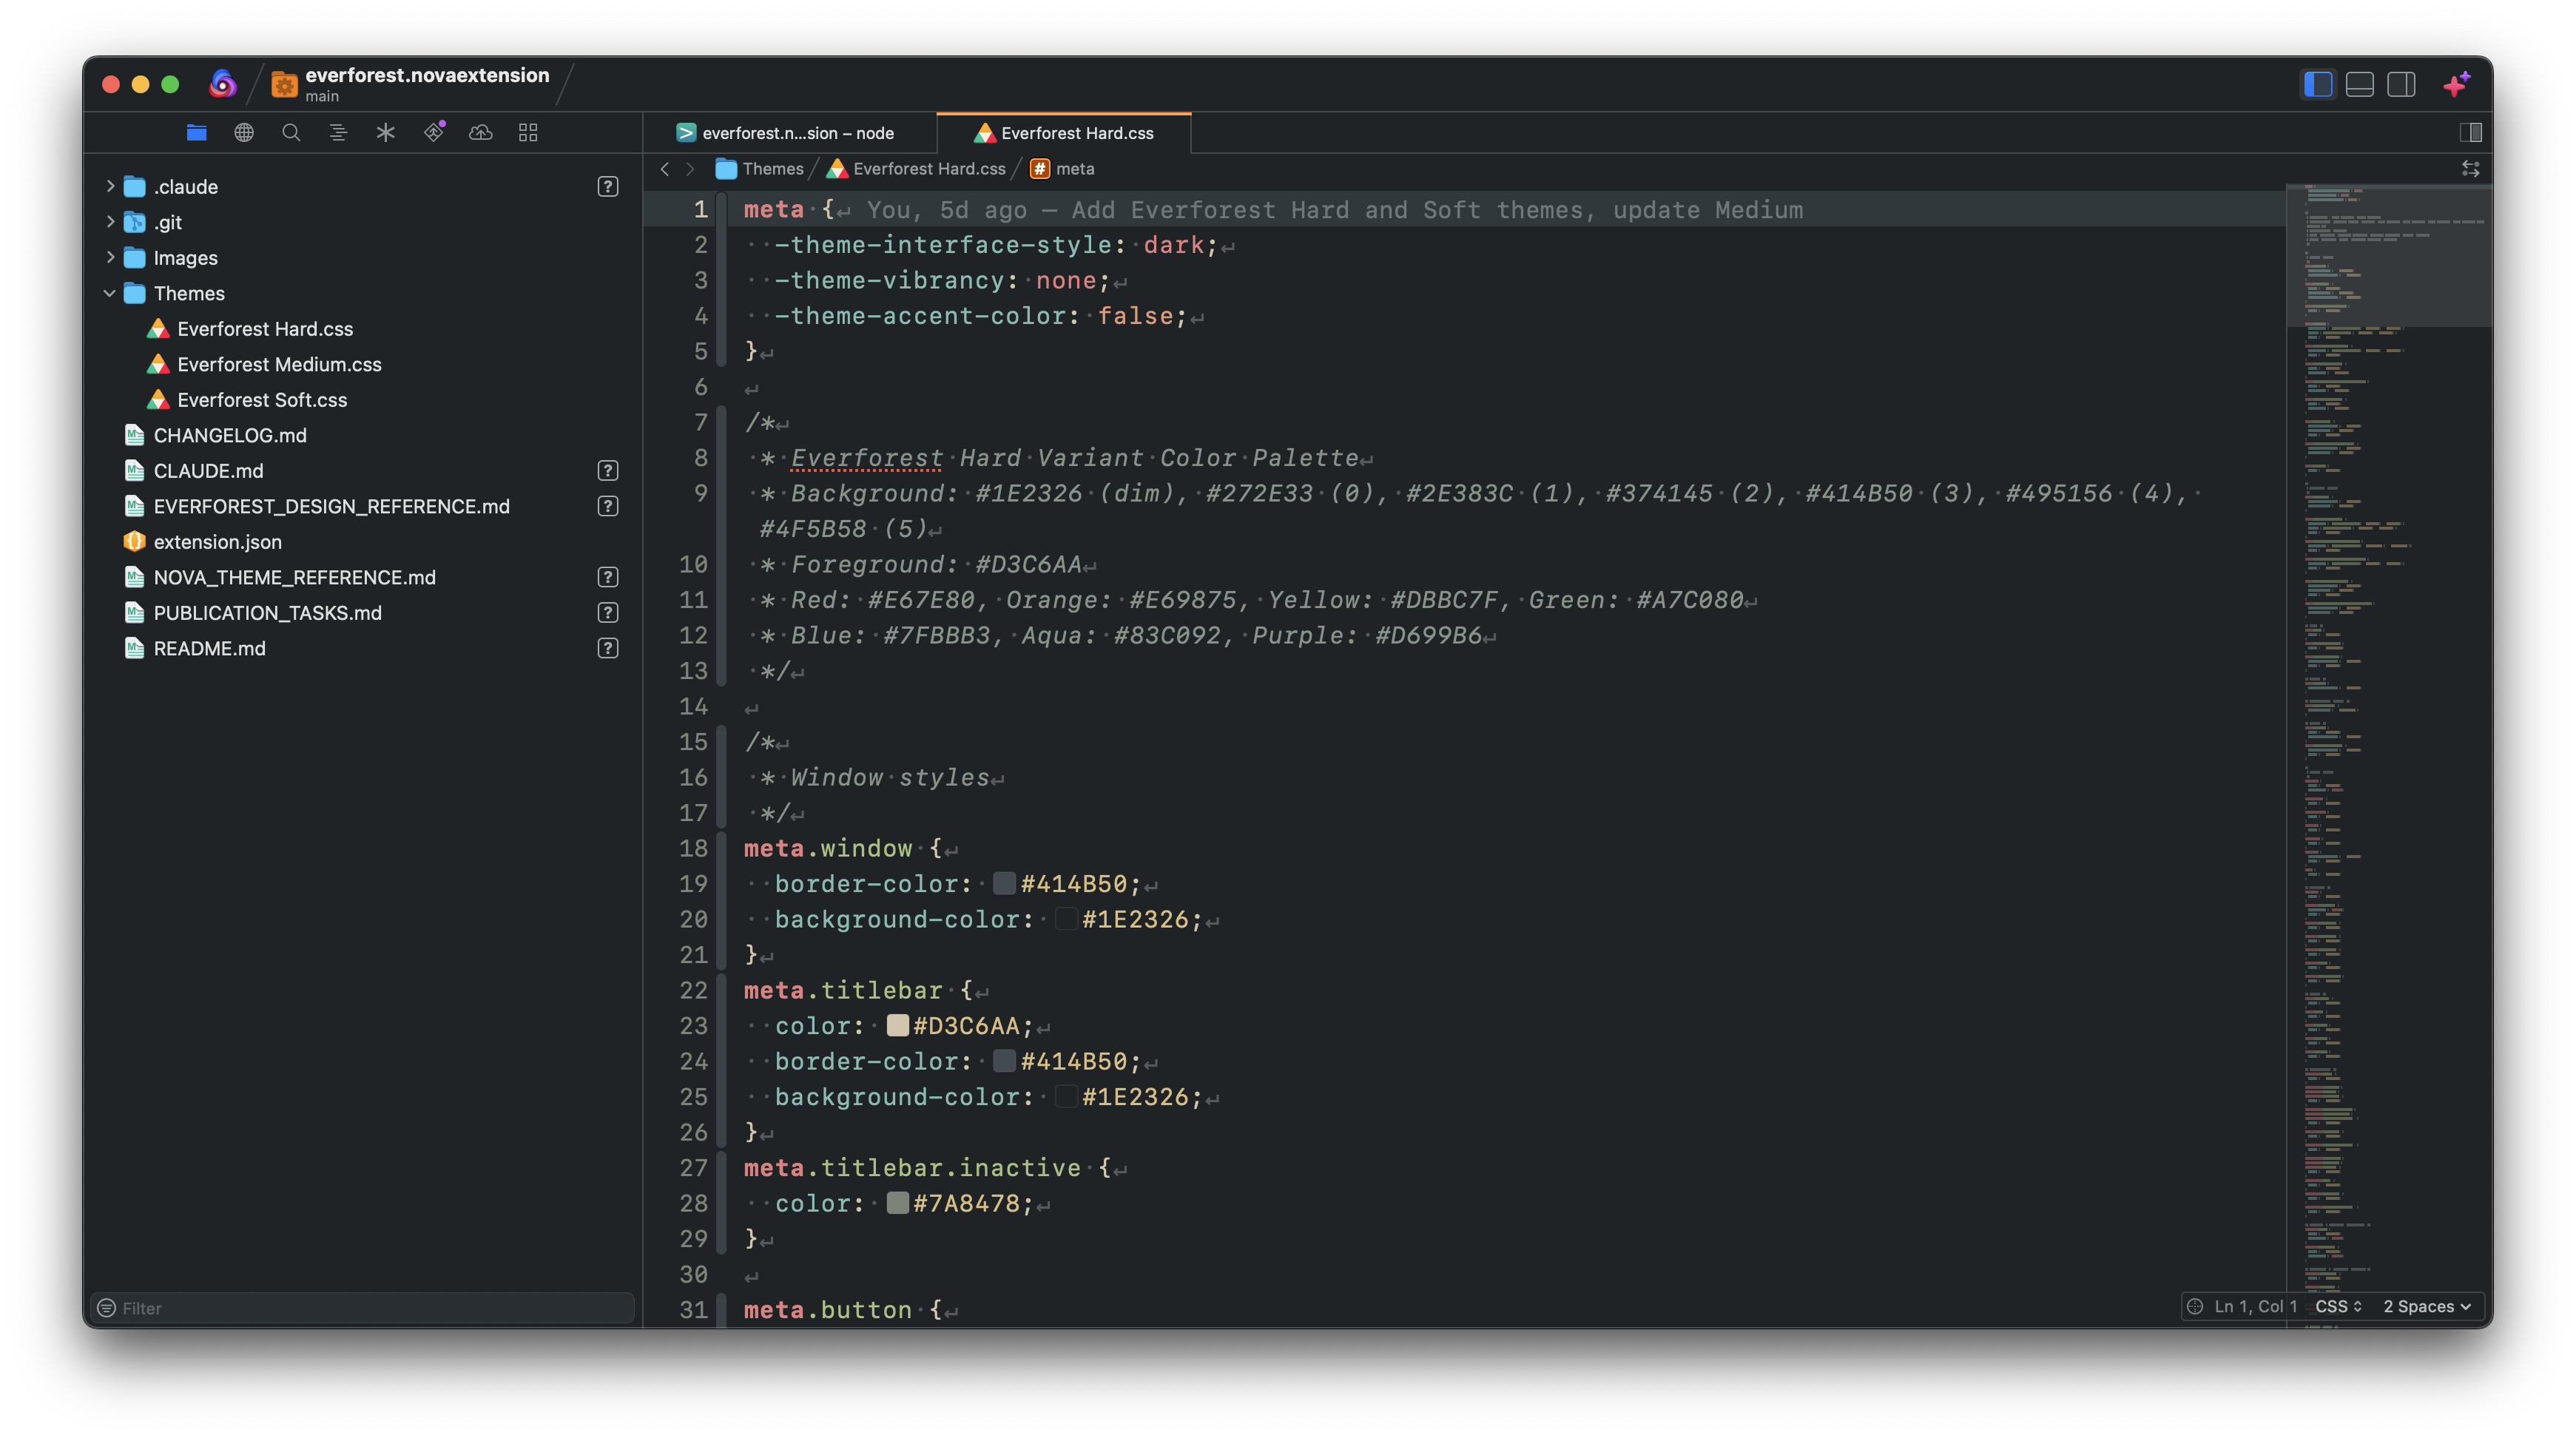 everforest.novaextension
main
everforest.n...sion – node
Everforest Hard.css
Themes
Everforest Hard.css
# meta
.claude ?
.git
Images
Themes
Everforest Hard.css
Everforest Medium.css
Everforest Soft.css
CHANGELOG.md
CLAUDE.md ?
EVERFOREST_DESIGN_REFERENCE.md ?
extension.json
NOVA_THEME_REFERENCE.md ?
PUBLICATION_TASKS.md ?
README.md ?
Filter
1 meta·{↵ You, 5d ago — Add Everforest Hard and Soft themes, update Medium
2 ··-theme-interface-style:·dark;↵
3 ··-theme-vibrancy:·none;↵
4 ··-theme-accent-color:·false;↵
5 }↵
6 ↵
7 /*↵
8 ·*·Everforest·Hard·Variant·Color·Palette↵
9 ·*·Background:·#1E2326·(dim),·#272E33·(0),·#2E383C·(1),·#374145·(2),·#414B50·(3),·#495156·(4),·
#4F5B58·(5)↵
10 ·*·Foreground:·#D3C6AA↵
11 ·*·Red:·#E67E80,·Orange:·#E69875,·Yellow:·#DBBC7F,·Green:·#A7C080↵
12 ·*·Blue:·#7FBBB3,·Aqua:·#83C092,·Purple:·#D699B6↵
13 ·*/↵
14 ↵
15 /*↵
16 ·*·Window·styles↵
17 ·*/↵
18 meta.window·{↵
19 ··border-color:·#414B50;↵
20 ··background-color:·#1E2326;↵
21 }↵
22 meta.titlebar·{↵
23 ··color:·#D3C6AA;↵
24 ··border-color:·#414B50;↵
25 ··background-color:·#1E2326;↵
26 }↵
27 meta.titlebar.inactive·{↵
28 ··color:·#7A8478;↵
29 }↵
30 ↵
31 meta.button·{↵
Ln 1, Col 1 CSS 2 Spaces